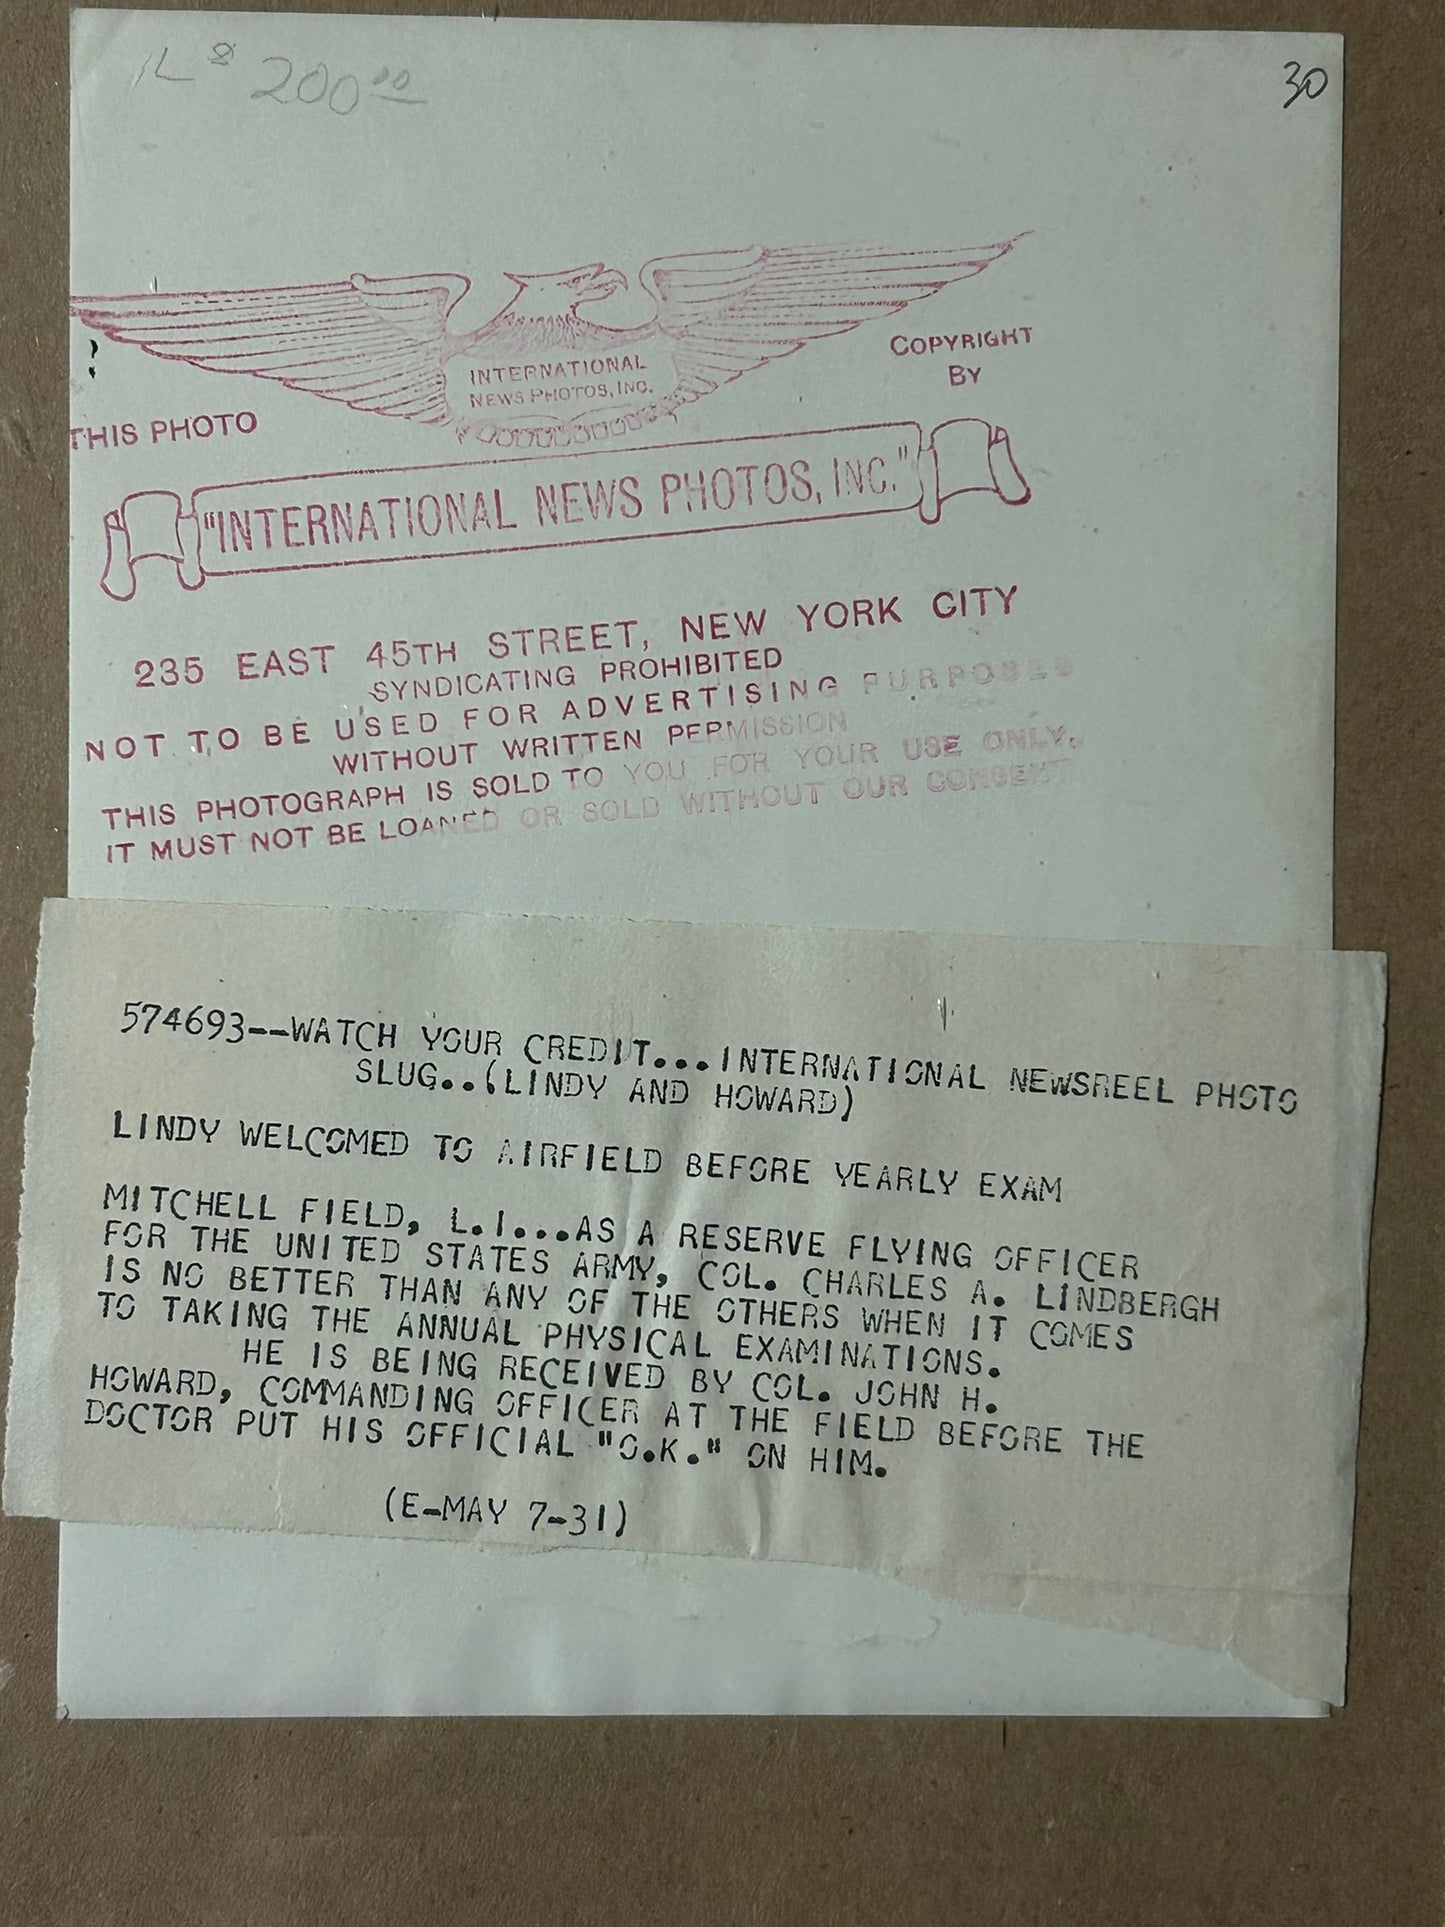 200.00
30
INTERNATIONAL
NEWS PHOTOS, INC.
COPYRIGHT
BY
THIS PHOTO
"INTERNATIONAL NEWS PHOTOS, INC."
235 EAST 45TH STREET, NEW YORK CITY
SYNDICATING PROHIBITED
NOT TO BE USED FOR ADVERTISING PURPOSES
WITHOUT WRITTEN PERMISSION
THIS PHOTOGRAPH IS SOLD TO YOU FOR YOUR USE ONLY.
IT MUST NOT BE LOANED OR SOLD WITHOUT OUR CONSENT
574693--WATCH YOUR CREDIT...INTERNATIONAL NEWSREEL PHOTO
SLUG..(LINDY AND HOWARD)
LINDY WELCOMED TO AIRFIELD BEFORE YEARLY EXAM
MITCHELL FIELD, L.I...AS A RESERVE FLYING OFFICER
FOR THE UNITED STATES ARMY, COL. CHARLES A. LINDBERGH
IS NO BETTER THAN ANY OF THE OTHERS WHEN IT COMES
TO TAKING THE ANNUAL PHYSICAL EXAMINATIONS.
HE IS BEING RECEIVED BY COL. JOHN H.
HOWARD, COMMANDING OFFICER AT THE FIELD BEFORE THE
DOCTOR PUT HIS OFFICIAL "O.K." ON HIM.
(E-MAY 7-31)